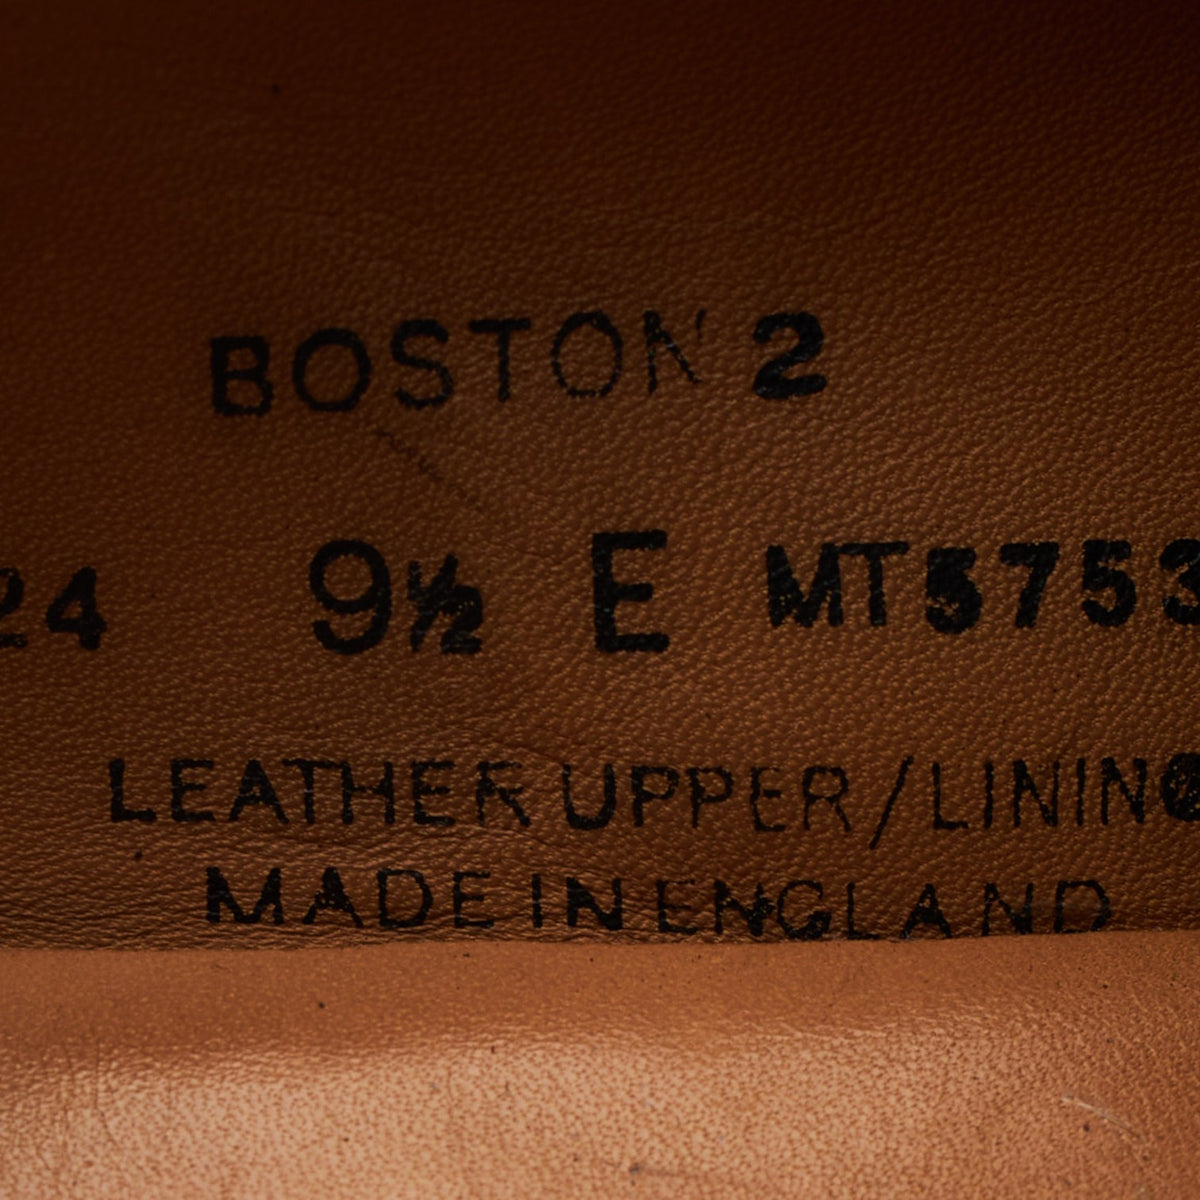 BOSTON 2
24 9½ E MT5753
LEATHER UPPER/LINING
MADE IN ENGLAND